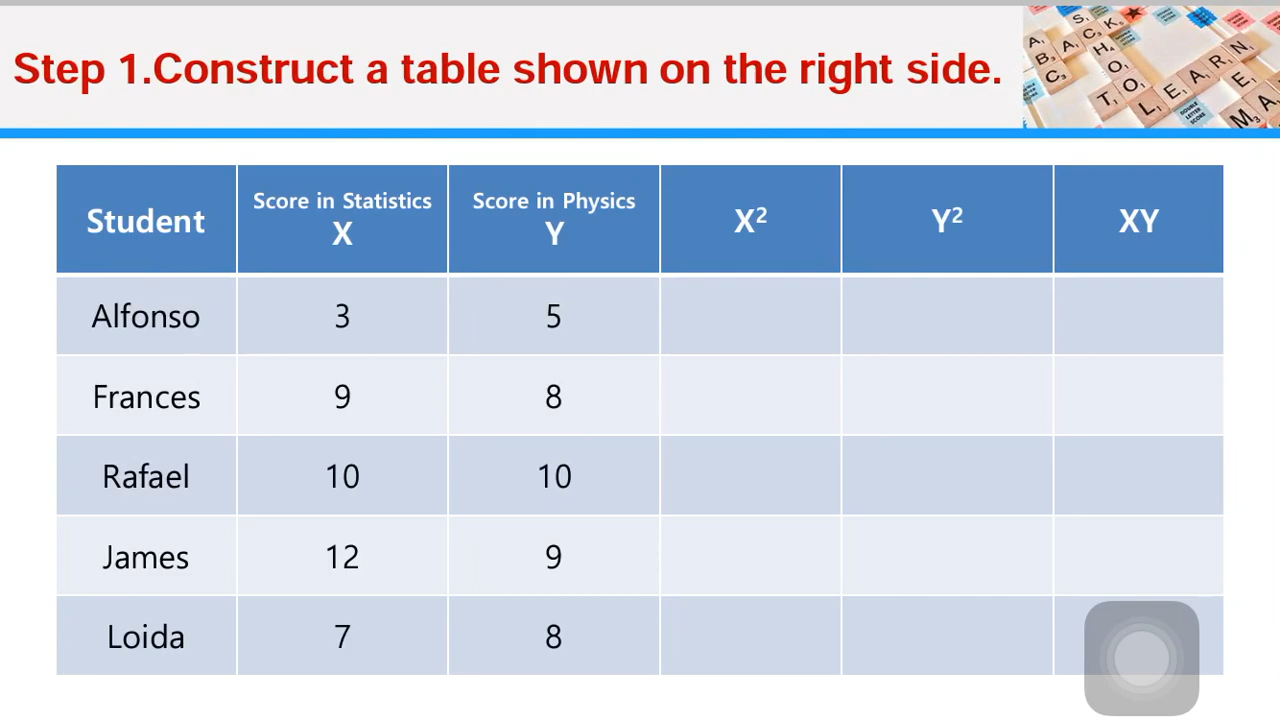 Step 1.Construct a table shown on the right side.
Student
Score in Statistics
X
Score in Physics
Y
X²
Y²
XY
Alfonso 3 5
Frances 9 8
Rafael 10 10
James 12 9
Loida 7 8